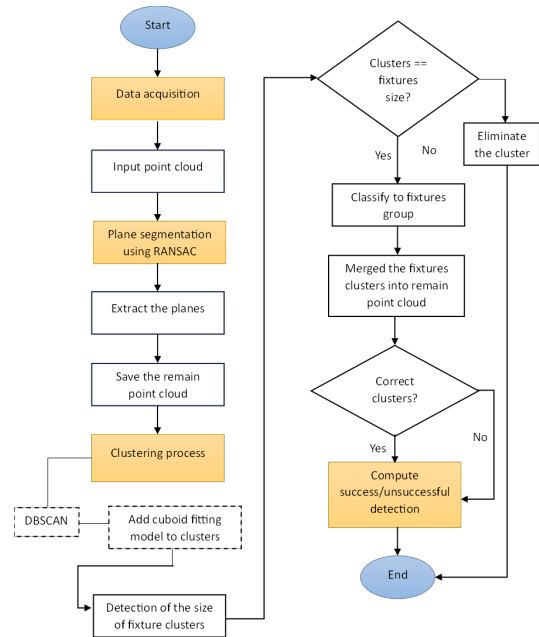 Start
Data acquisition
Input point cloud
Plane segmentation
using RANSAC
Extract the planes
Save the remain
point cloud
Clustering process
DBSCAN
Add cuboid fitting
model to clusters
Detection of the size
of fixture clusters
Clusters ==
fixtures
size?
Yes
No
Eliminate
the cluster
Classify to fixtures
group
Merged the fixtures
clusters into remain
point cloud
Correct
clusters?
Yes
No
Compute
success/unsuccessful
detection
End